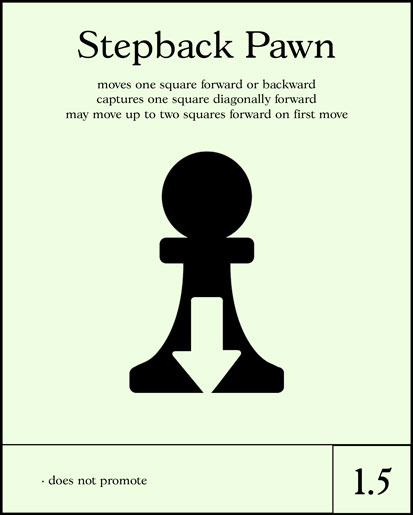 Stepback Pawn
moves one square forward or backward
captures one square diagonally forward
may move up to two squares forward on first move
· does not promote
1.5